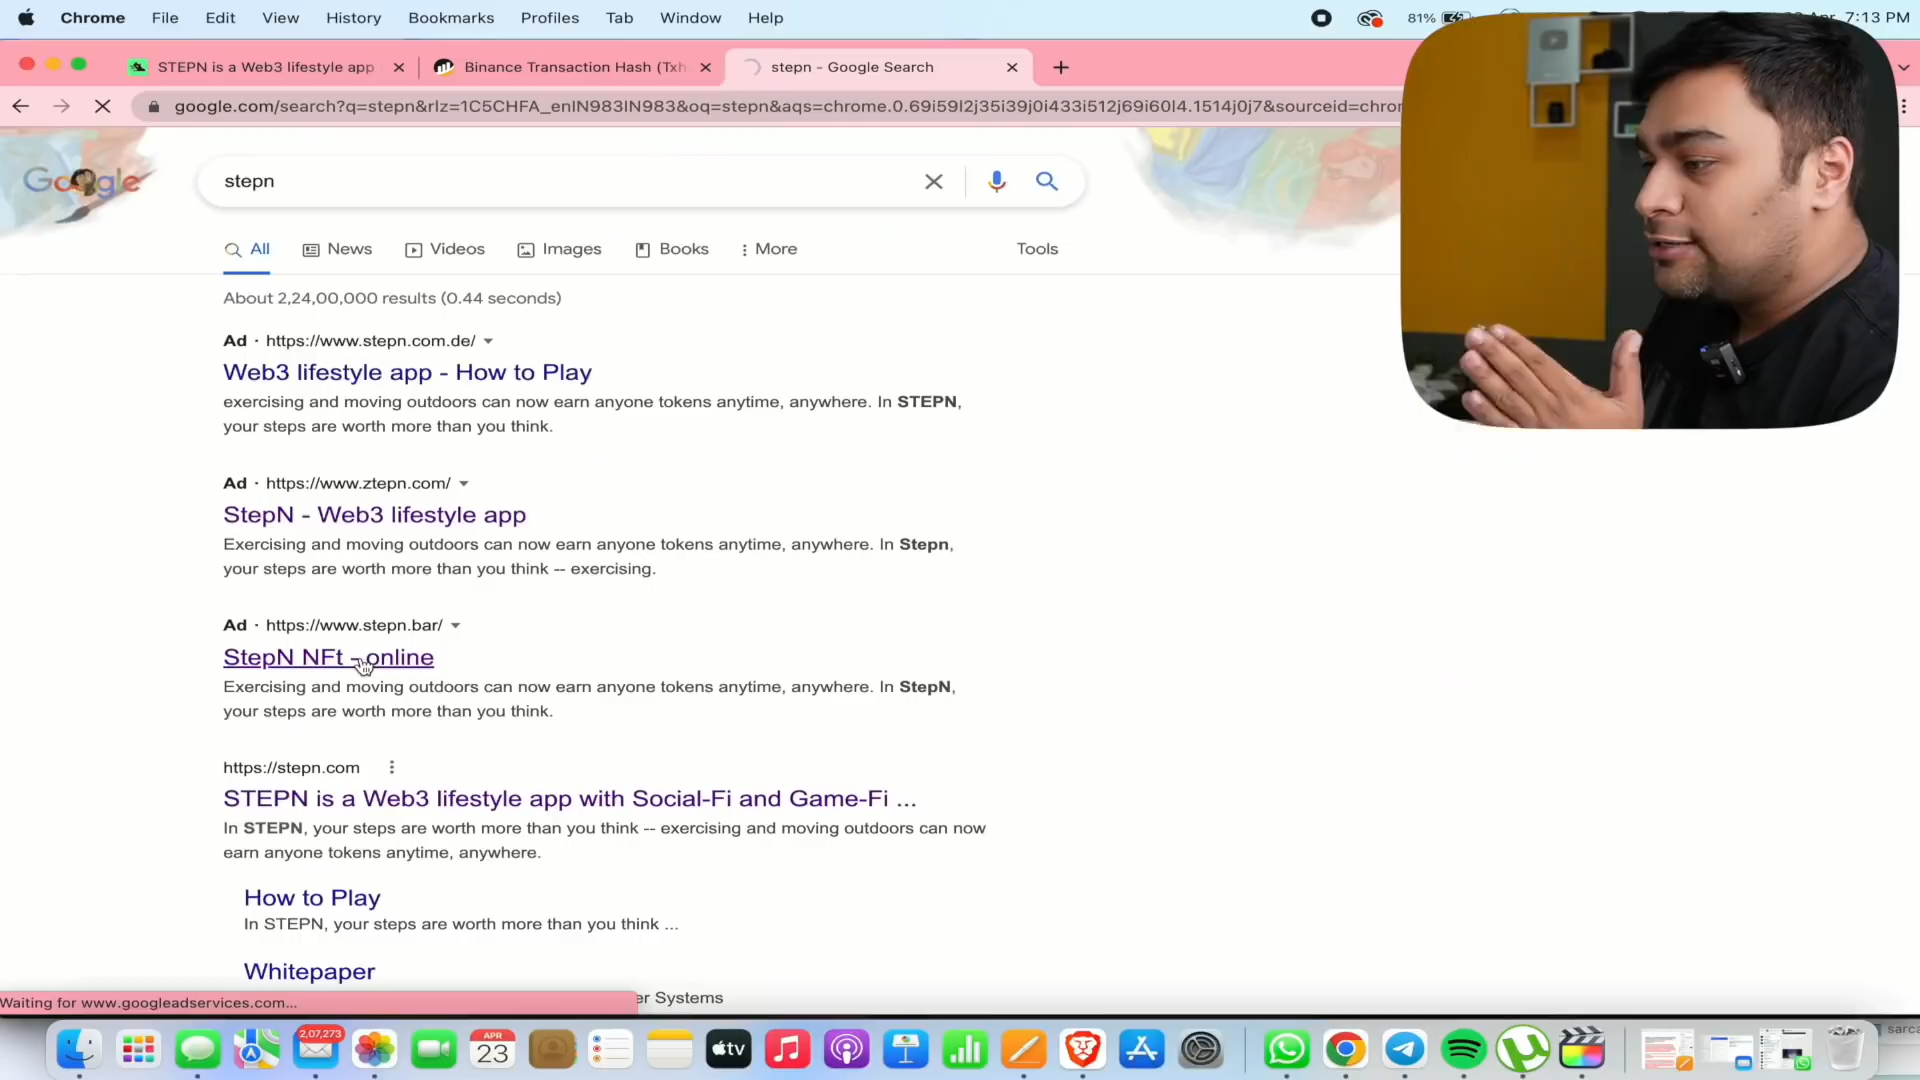 Chrome File Edit View History Bookmarks Profiles Tab Window Help 81% 7:13 PM
STEPN is a Web3 lifestyle app Binance Transaction Hash (Txh stepn - Google Search
google.com/search?q=stepn&rlz=1C5CHFA_enIN983IN983&oq=stepn&aqs=chrome.0.69i59l2j35i39j0i433i512j69i60l4.1514j0j7&sourceid=chror
Google stepn
All News Videos Images Books More Tools
About 2,24,00,000 results (0.44 seconds)
Ad · https://www.stepn.com.de/
Web3 lifestyle app - How to Play
exercising and moving outdoors can now earn anyone tokens anytime, anywhere. In STEPN,
your steps are worth more than you think.
Ad · https://www.ztepn.com/
StepN - Web3 lifestyle app
Exercising and moving outdoors can now earn anyone tokens anytime, anywhere. In Stepn,
your steps are worth more than you think -- exercising.
Ad · https://www.stepn.bar/
StepN NFt - online
Exercising and moving outdoors can now earn anyone tokens anytime, anywhere. In StepN,
your steps are worth more than you think.
https://stepn.com
STEPN is a Web3 lifestyle app with Social-Fi and Game-Fi ...
In STEPN, your steps are worth more than you think -- exercising and moving outdoors can now
earn anyone tokens anytime, anywhere.
How to Play
In STEPN, your steps are worth more than you think ...
Whitepaper
er Systems
Waiting for www.googleadservices.com...
2,07,273
APR
23
tv
sarca